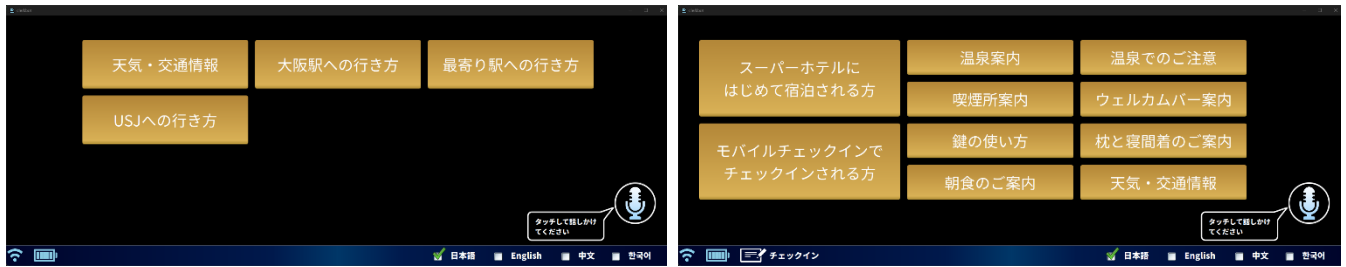 天気・交通情報
大阪駅への行き方
最寄り駅への行き方
USJへの行き方
タッチして話しかけ
てください
日本語
English
中文
한국어
スーパーホテルに
はじめて宿泊される方
温泉案内
温泉でのご注意
喫煙所案内
ウェルカムバー案内
モバイルチェックインで
チェックインされる方
鍵の使い方
枕と寝間着のご案内
朝食のご案内
天気・交通情報
タッチして話しかけ
てください
チェックイン
日本語
English
中文
한국어